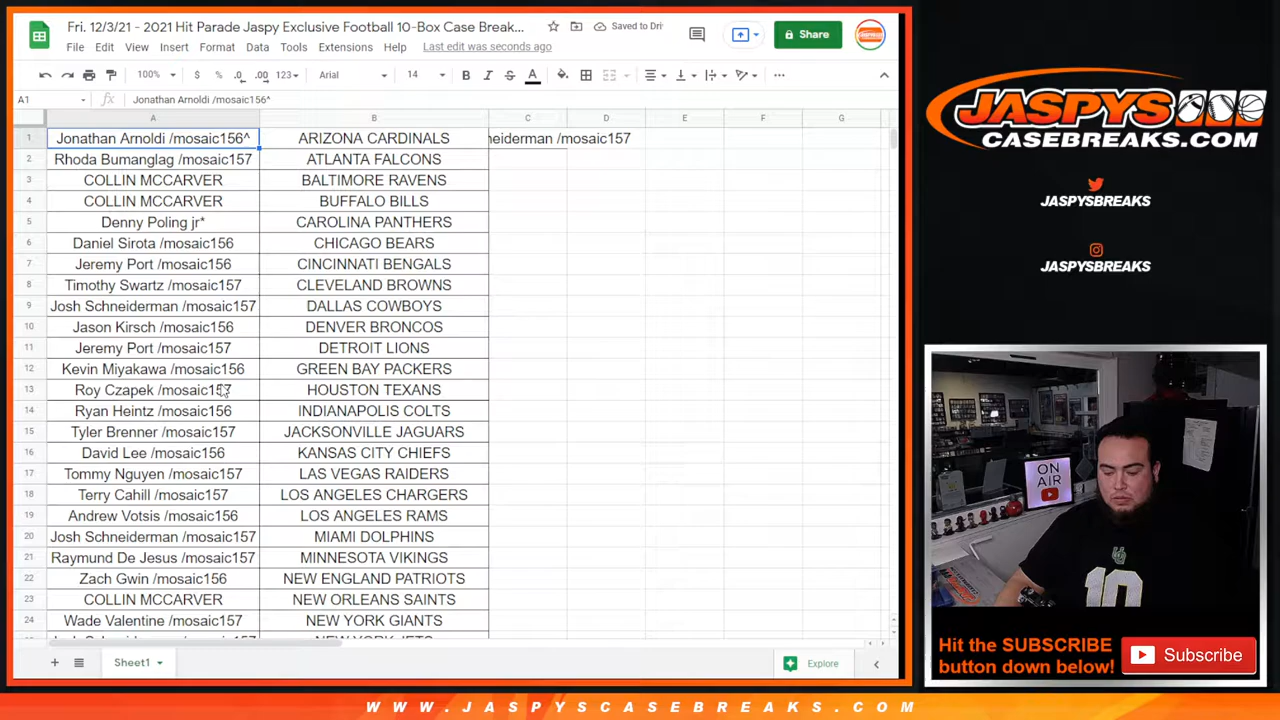 Fri. 12/3/21 - 2021 Hit Parade Jaspy Exclusive Football 10-Box Case Break...
Saved to Dri
Share
File Edit View Insert Format Data Tools Extensions Help Last edit was seconds ago
100% $ % .0 .00 123 Arial 14 B I S A
A1 fx Jonathan Arnoldi /mosaic156^
A B C D E F G
1 Jonathan Arnoldi /mosaic156^ ARIZONA CARDINALS neiderman /mosaic157
2 Rhoda Bumanglag /mosaic157 ATLANTA FALCONS
3 COLLIN MCCARVER BALTIMORE RAVENS
4 COLLIN MCCARVER BUFFALO BILLS
5 Denny Poling jr* CAROLINA PANTHERS
6 Daniel Sirota /mosaic156 CHICAGO BEARS
7 Jeremy Port /mosaic156 CINCINNATI BENGALS
8 Timothy Swartz /mosaic157 CLEVELAND BROWNS
9 Josh Schneiderman /mosaic157 DALLAS COWBOYS
10 Jason Kirsch /mosaic156 DENVER BRONCOS
11 Jeremy Port /mosaic157 DETROIT LIONS
12 Kevin Miyakawa /mosaic156 GREEN BAY PACKERS
13 Roy Czapek /mosaic157 HOUSTON TEXANS
14 Ryan Heintz /mosaic156 INDIANAPOLIS COLTS
15 Tyler Brenner /mosaic157 JACKSONVILLE JAGUARS
16 David Lee /mosaic156 KANSAS CITY CHIEFS
17 Tommy Nguyen /mosaic157 LAS VEGAS RAIDERS
18 Terry Cahill /mosaic157 LOS ANGELES CHARGERS
19 Andrew Votsis /mosaic156 LOS ANGELES RAMS
20 Josh Schneiderman /mosaic157 MIAMI DOLPHINS
21 Raymund De Jesus /mosaic157 MINNESOTA VIKINGS
22 Zach Gwin /mosaic156 NEW ENGLAND PATRIOTS
23 COLLIN MCCARVER NEW ORLEANS SAINTS
24 Wade Valentine /mosaic157 NEW YORK GIANTS
Josh Schneiderman /mosaic157 NEW YORK JETS
Sheet1
Explore
JASPYS
CASEBREAKS.COM
JASPYSBREAKS
JASPYSBREAKS
ON
AIR
10
Hit the SUBSCRIBE
button down below!
Subscribe
WWW.JASPYSCASEBREAKS.COM